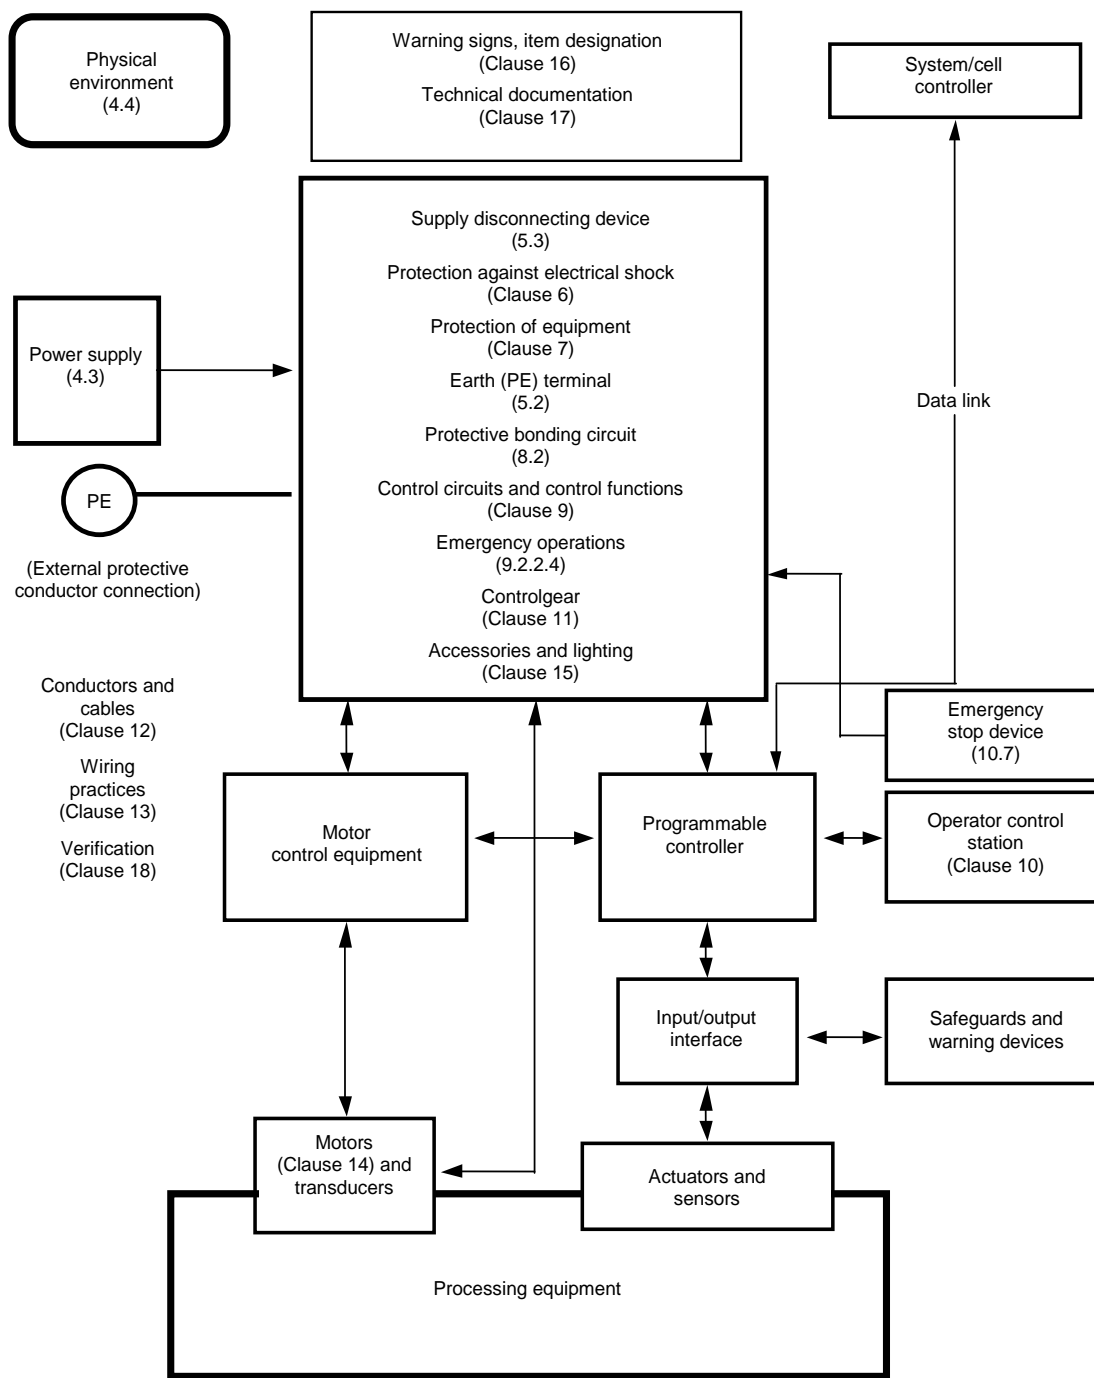 Physical
environment
(4.4)
Warning signs, item designation
(Clause 16)
Technical documentation
(Clause 17)
System/cell
controller
Supply disconnecting device
(5.3)
Protection against electrical shock
(Clause 6)
Protection of equipment
(Clause 7)
Earth (PE) terminal
(5.2)
Protective bonding circuit
(8.2)
Control circuits and control functions
(Clause 9)
Emergency operations
(9.2.2.4)
Controlgear
(Clause 11)
Accessories and lighting
(Clause 15)
Power supply
(4.3)
Data link
PE
(External protective
conductor connection)
Conductors and
cables
(Clause 12)
Wiring
practices
(Clause 13)
Verification
(Clause 18)
Emergency
stop device
(10.7)
Motor
control equipment
Programmable
controller
Operator control
station
(Clause 10)
Input/output
interface
Safeguards and
warning devices
Motors
(Clause 14) and
transducers
Actuators and
sensors
Processing equipment